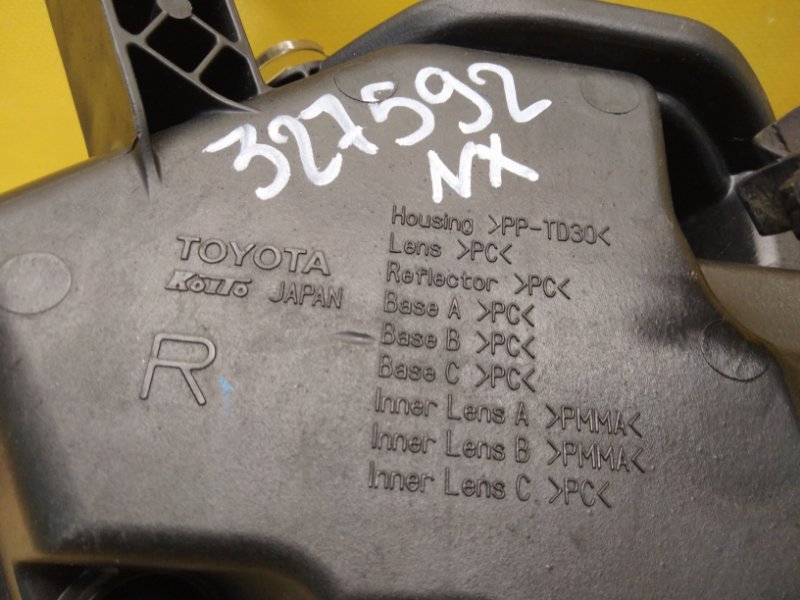 327592
NX
TOYOTA
KOITO JAPAN
R
Housing >PP-TD30<
Lens >PC<
Reflector >PC<
Base A >PC<
Base B >PC<
Base C >PC<
Inner Lens A >PMMA<
Inner Lens B >PMMA<
Inner Lens C >PC<